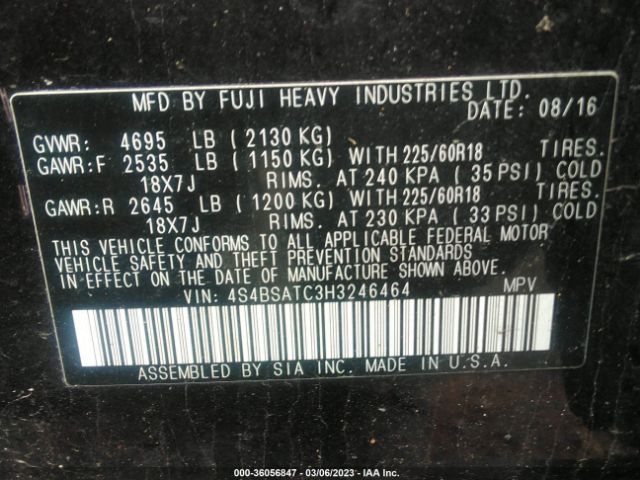 MFD BY FUJI HEAVY INDUSTRIES LTD.
DATE: 08/16
GVWR: 4695 LB (2130 KG)
GAWR:F 2535 LB (1150 KG) WITH 225/60R18 TIRES.
18X7J RIMS. AT 240 KPA (35 PSI) COLD
GAWR:R 2645 LB (1200 KG) WITH 225/60R18 TIRES.
18X7J RIMS. AT 230 KPA (33 PSI) COLD
THIS VEHICLE CONFORMS TO ALL APPLICABLE FEDERAL MOTOR
VEHICLE SAFETY AND THEFT PREVENTION STANDARDS
IN EFFECT ON THE DATE OF MANUFACTURE SHOWN ABOVE.
VIN: 4S4BSATC3H3246464 MPV
ASSEMBLED BY SIA INC. MADE IN U.S.A.
000-36056847 — 03/06/2023 — IAA Inc.